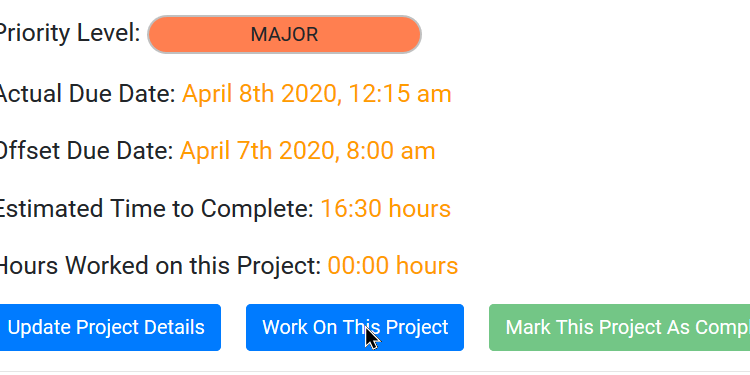 Priority Level: MAJOR
Actual Due Date: April 8th 2020, 12:15 am
Offset Due Date: April 7th 2020, 8:00 am
Estimated Time to Complete: 16:30 hours
Hours Worked on this Project: 00:00 hours
Update Project Details Work On This Project Mark This Project As Comp